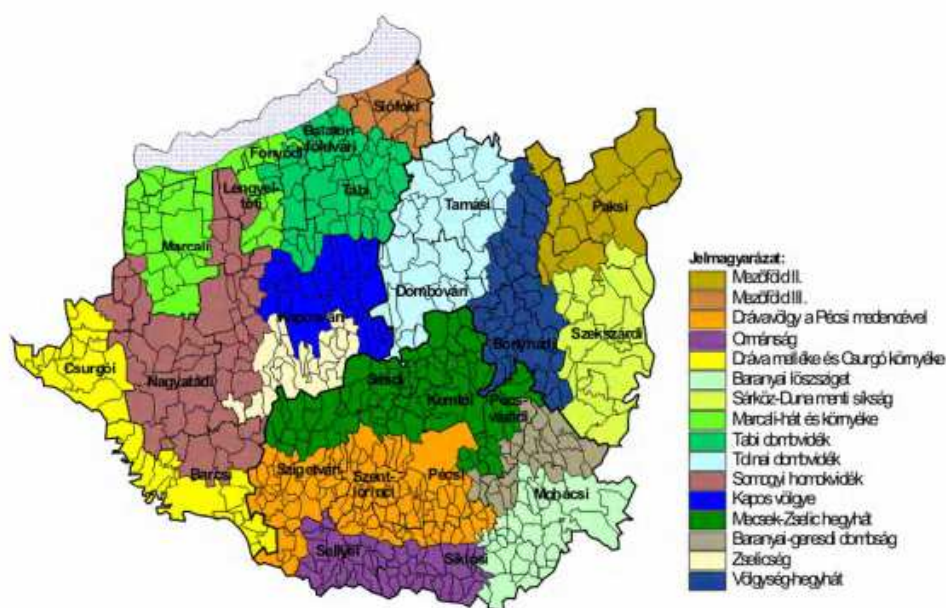 Siófoki
Balaton
földvári
Fonyódi
Lengyel-
tóti
Tabi
Tamási
Paksi
Marcali
Dombóvári
Kaposvári
Bonyhádi
Szekszárdi
Csurgói
Nagyatádi
Sásdi
Komlói
Pécs-
váradi
Barcsi
Szigetvári
Szent-
lőrinci
Pécsi
Mohácsi
Sellyei
Siklósi
Jelmagyarázat:
Mezőföld II.
Mezőföld III.
Drávavölgy a Pécsi medencével
Ormánság
Dráva melléke és Csurgó környéke
Baranyai löszsziget
Sárköz-Duna menti síkság
Marcali-hát és környéke
Tabi dombvidék
Tolnai dombvidék
Somogyi homokvidék
Kapos völgye
Mecsek-Zselic hegyhát
Baranyai-geresdi dombság
Zselicség
Völgység-hegyhát